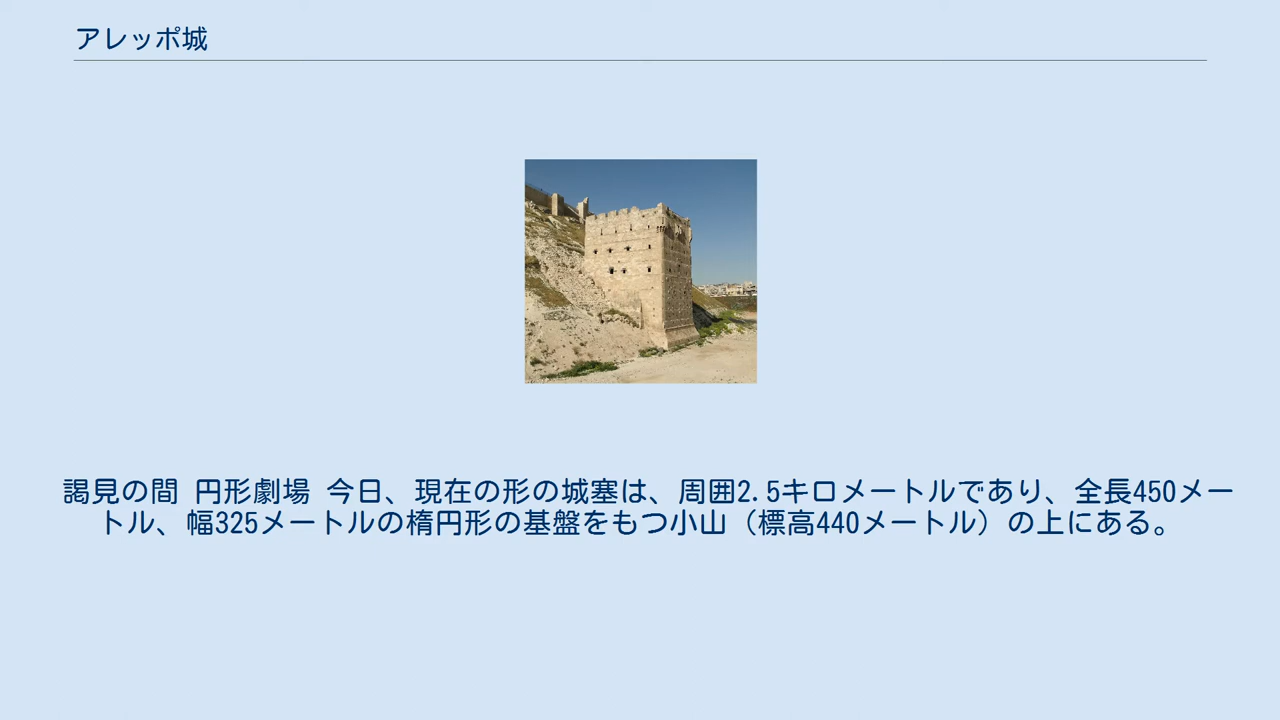 アレッポ城
謁見の間 円形劇場 今日、現在の形の城塞は、周囲2.5キロメートルであり、全長450メー
トル、幅325メートルの楕円形の基盤をもつ小山（標高440メートル）の上にある。